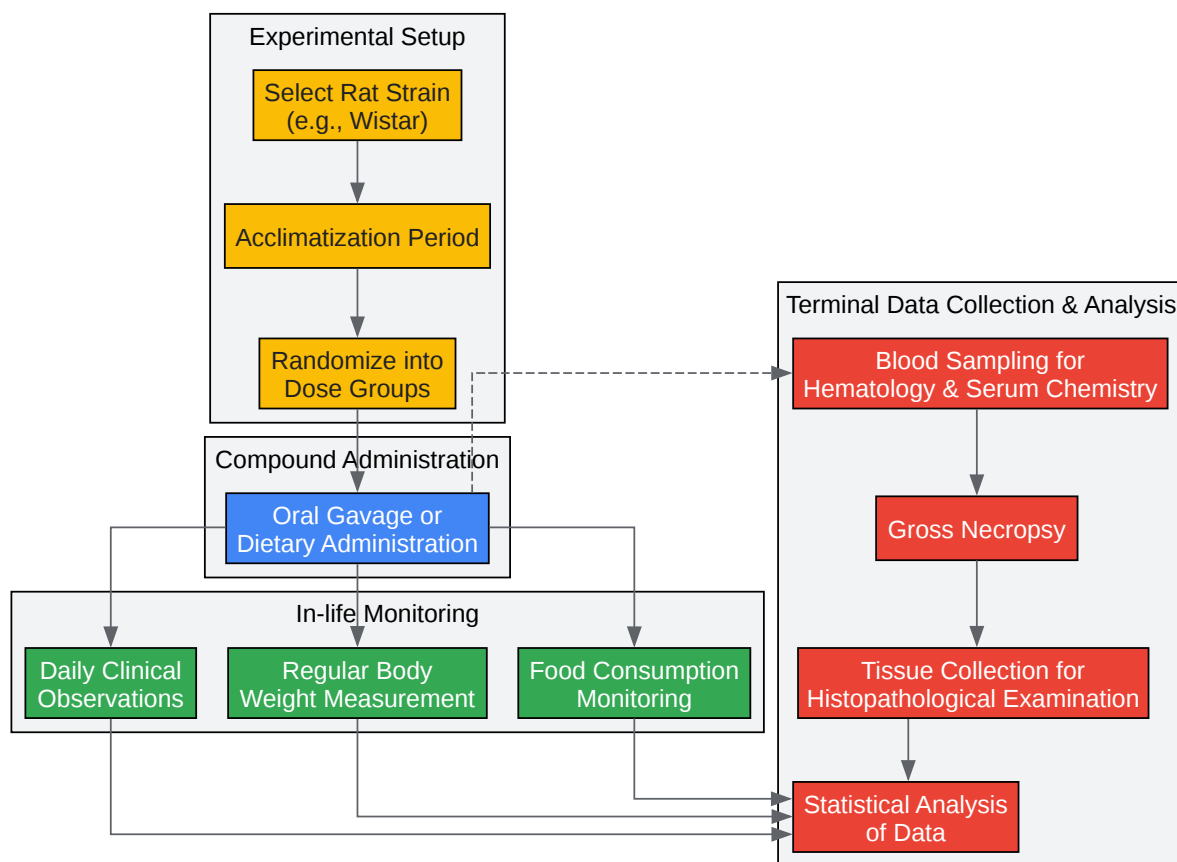 Experimental Setup
Select Rat Strain
(e.g., Wistar)
Acclimatization Period
Randomize into
Dose Groups
Compound Administration
Oral Gavage or
Dietary Administration
In-life Monitoring
Daily Clinical
Observations
Regular Body
Weight Measurement
Food Consumption
Monitoring
Terminal Data Collection & Analysis
Blood Sampling for
Hematology & Serum Chemistry
Gross Necropsy
Tissue Collection for
Histopathological Examination
Statistical Analysis
of Data